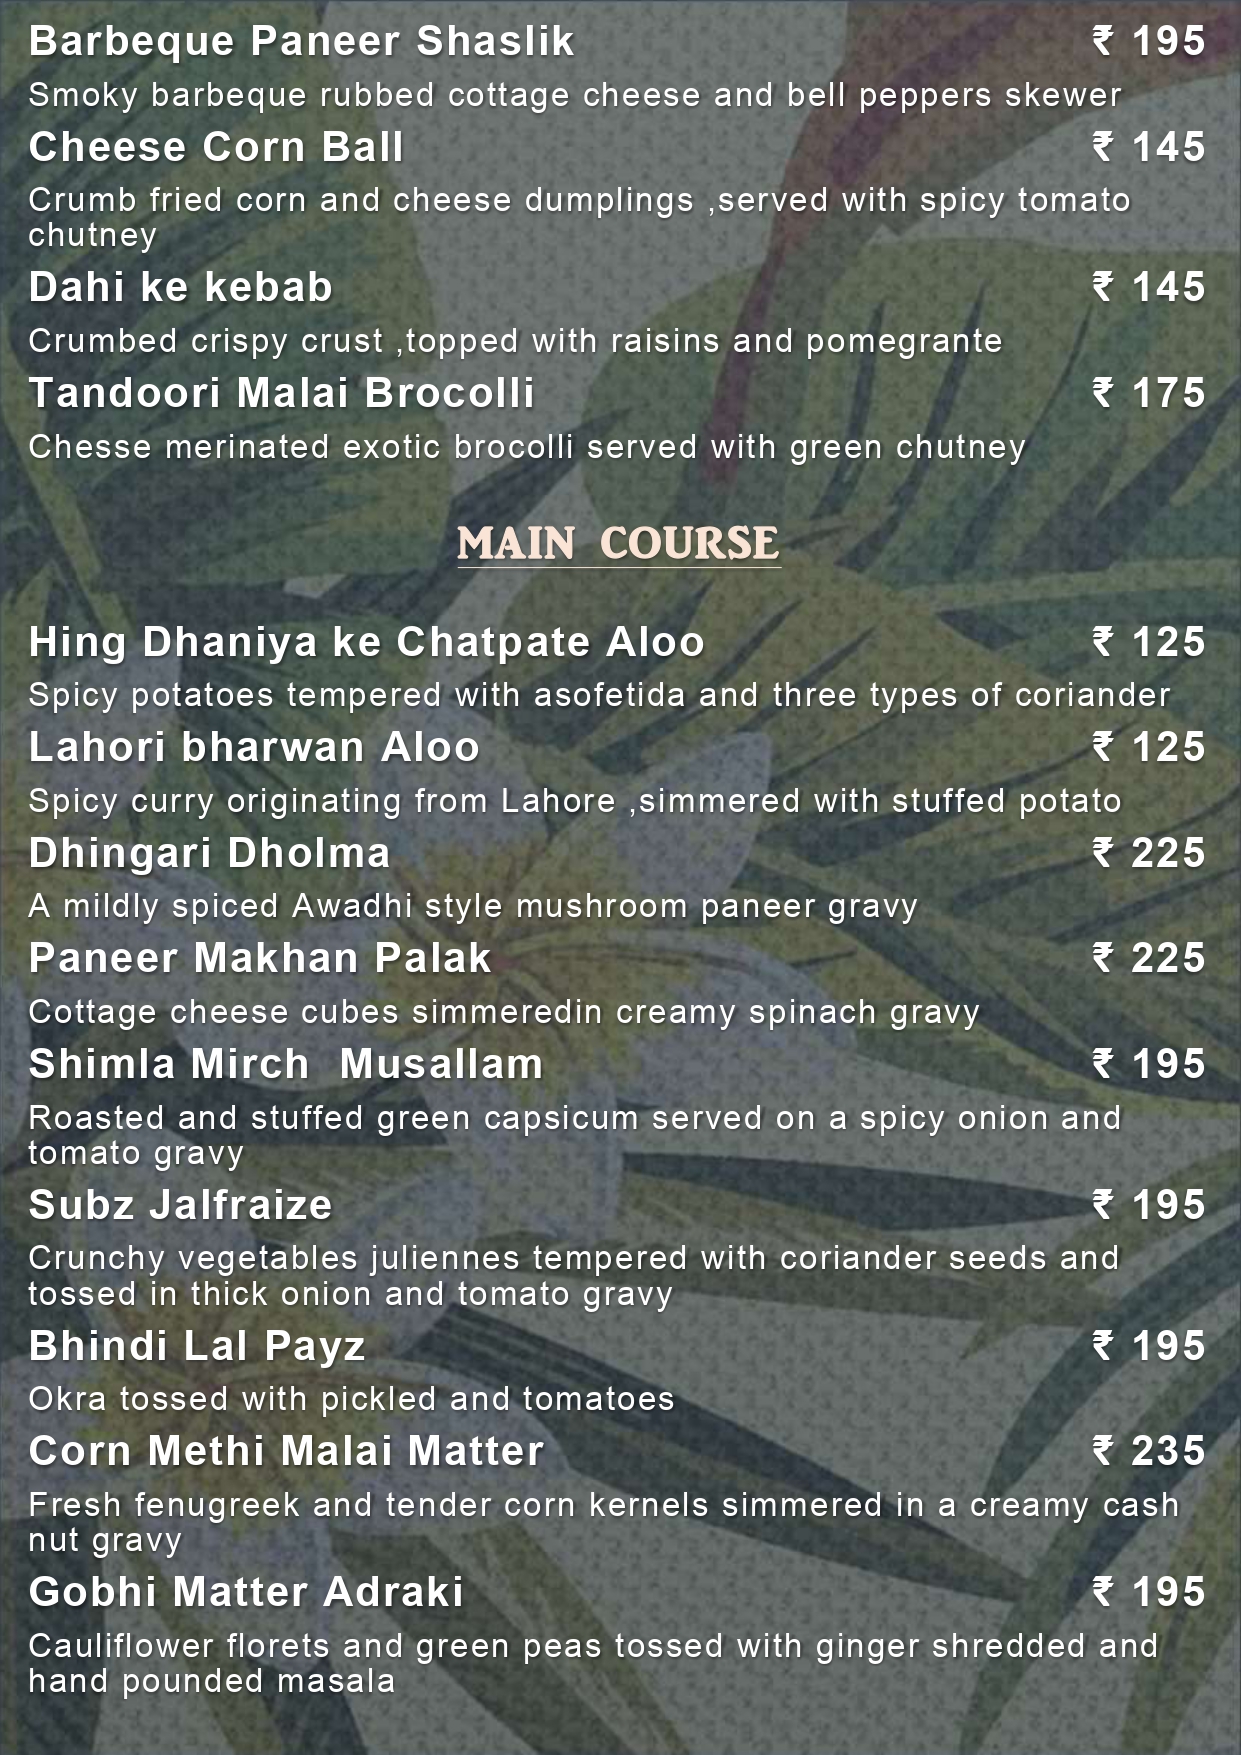 Barbeque Paneer Shaslik ₹ 195
Smoky barbeque rubbed cottage cheese and bell peppers skewer
Cheese Corn Ball ₹ 145
Crumb fried corn and cheese dumplings ,served with spicy tomato
chutney
Dahi ke kebab ₹ 145
Crumbed crispy crust ,topped with raisins and pomegrante
Tandoori Malai Brocolli ₹ 175
Chesse merinated exotic brocolli served with green chutney
MAIN COURSE
Hing Dhaniya ke Chatpate Aloo ₹ 125
Spicy potatoes tempered with asofetida and three types of coriander
Lahori bharwan Aloo ₹ 125
Spicy curry originating from Lahore ,simmered with stuffed potato
Dhingari Dholma ₹ 225
A mildly spiced Awadhi style mushroom paneer gravy
Paneer Makhan Palak ₹ 225
Cottage cheese cubes simmeredin creamy spinach gravy
Shimla Mirch  Musallam ₹ 195
Roasted and stuffed green capsicum served on a spicy onion and
tomato gravy
Subz Jalfraize ₹ 195
Crunchy vegetables juliennes tempered with coriander seeds and
tossed in thick onion and tomato gravy
Bhindi Lal Payz ₹ 195
Okra tossed with pickled and tomatoes
Corn Methi Malai Matter ₹ 235
Fresh fenugreek and tender corn kernels simmered in a creamy cash
nut gravy
Gobhi Matter Adraki ₹ 195
Cauliflower florets and green peas tossed with ginger shredded and
hand pounded masala